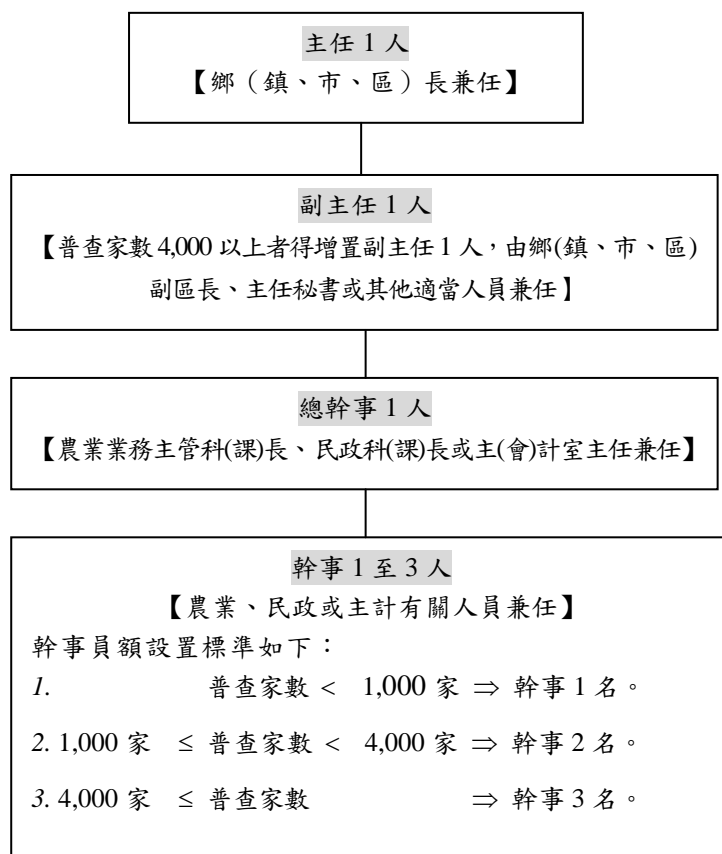 主任 1 人
【鄉（鎮、市、區）長兼任】
副主任 1 人
【普查家數 4,000 以上者得增置副主任 1 人，由鄉(鎮、市、區)
副區長、主任秘書或其他適當人員兼任】
總幹事 1 人
【農業業務主管科(課)長、民政科(課)長或主(會)計室主任兼任】
幹事 1 至 3 人
【農業、民政或主計有關人員兼任】
幹事員額設置標準如下：
1. 普查家數 < 1,000 家 ⇒ 幹事 1 名。
2. 1,000 家 ≤ 普查家數 < 4,000 家 ⇒ 幹事 2 名。
3. 4,000 家 ≤ 普查家數 ⇒ 幹事 3 名。